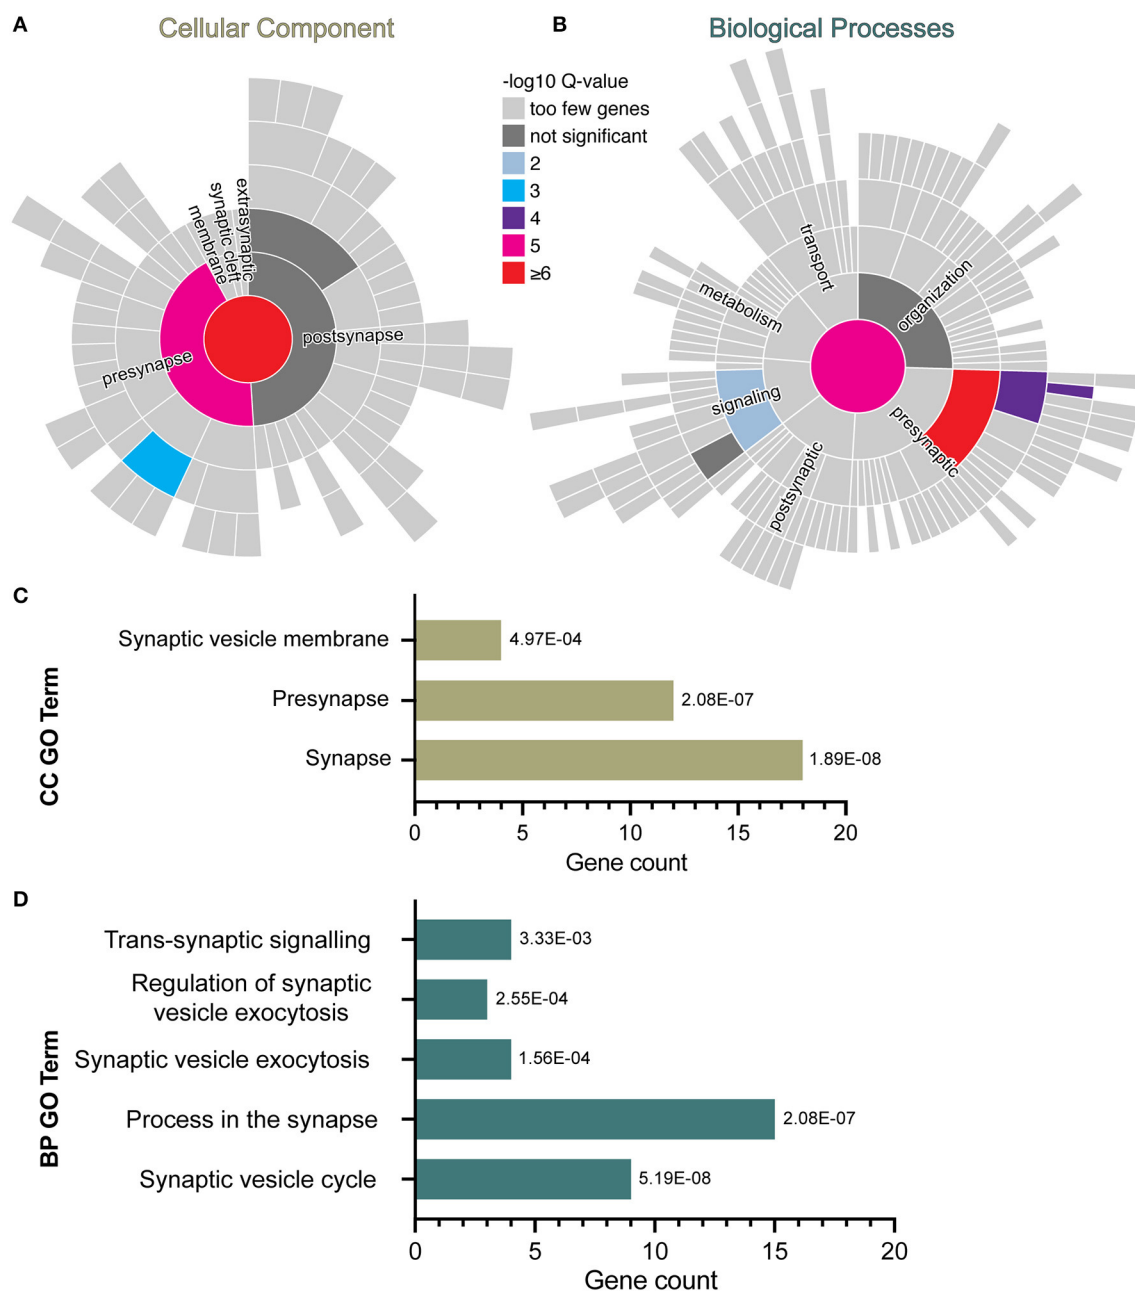 A
Cellular Component
B
Biological Processes
-log10 Q-value
too few genes
not significant
2
3
4
5
≥6
extrasynaptic
synaptic cleft
membrane
postsynapse
presynapse
transport
organization
metabolism
signaling
presynaptic
postsynaptic
C
CC GO Term
Synaptic vesicle membrane
4.97E-04
Presynapse
2.08E-07
Synapse
1.89E-08
0 5 10 15 20
Gene count
D
BP GO Term
Trans-synaptic signalling
3.33E-03
Regulation of synaptic
vesicle exocytosis
2.55E-04
Synaptic vesicle exocytosis
1.56E-04
Process in the synapse
2.08E-07
Synaptic vesicle cycle
5.19E-08
0 5 10 15 20
Gene count